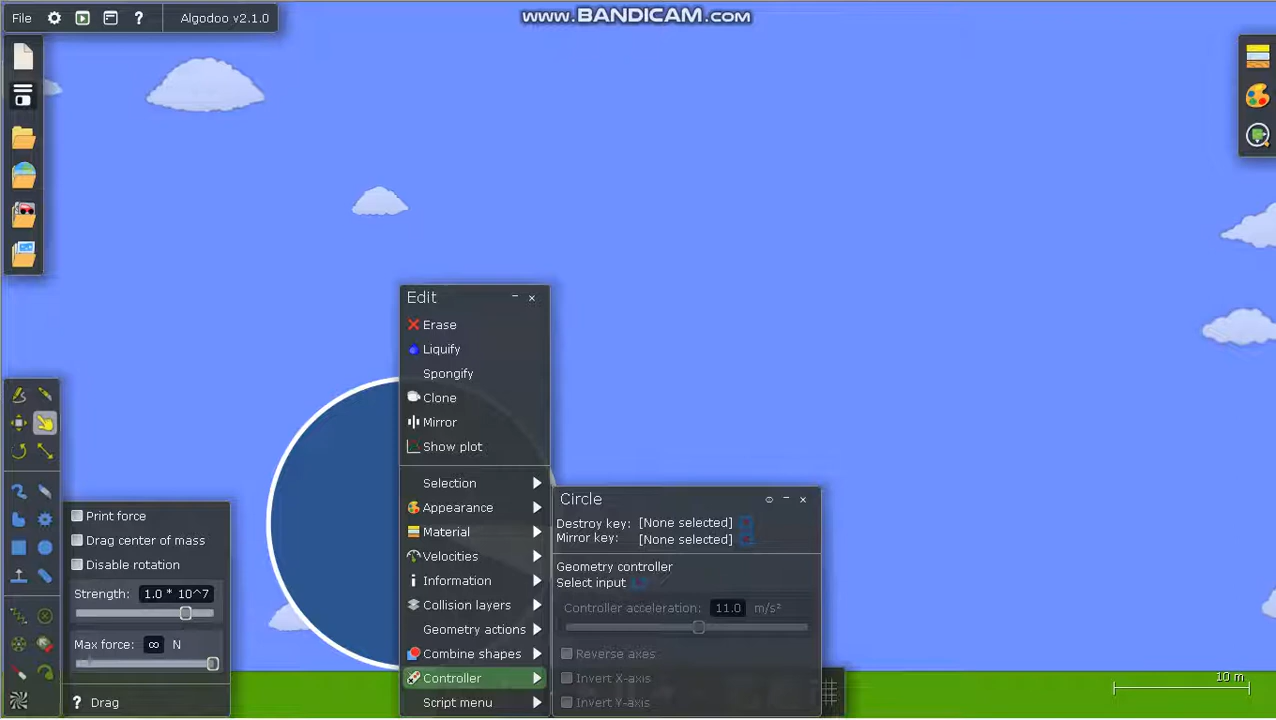 File ? Algodoo v2.1.0
www.BANDICAM.com
Edit
Erase
Liquify
Spongify
Clone
Mirror
Show plot
Selection
Appearance
Material
Velocities
Information
Collision layers
Geometry actions
Combine shapes
Controller
Script menu
Circle
Destroy key: [None selected]
Mirror key: [None selected]
Geometry controller
Select input
Controller acceleration: 11.0 m/s²
Reverse axes
Invert X-axis
Invert Y-axis
Print force
Drag center of mass
Disable rotation
Strength: 1.0 * 10^7
Max force: ∞ N
? Drag
10 m